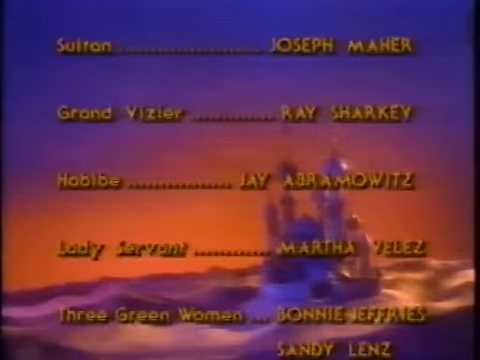 Sultan ..................... JOSEPH MAHER
Grand Vizier ............ RAY SHARKEY
Habibe ............... JAY ABRAMOWITZ
Lady Servant ........... MARTHA VELEZ
Three Green Women ... BONNIE JEFFRIES
SANDY LENZ